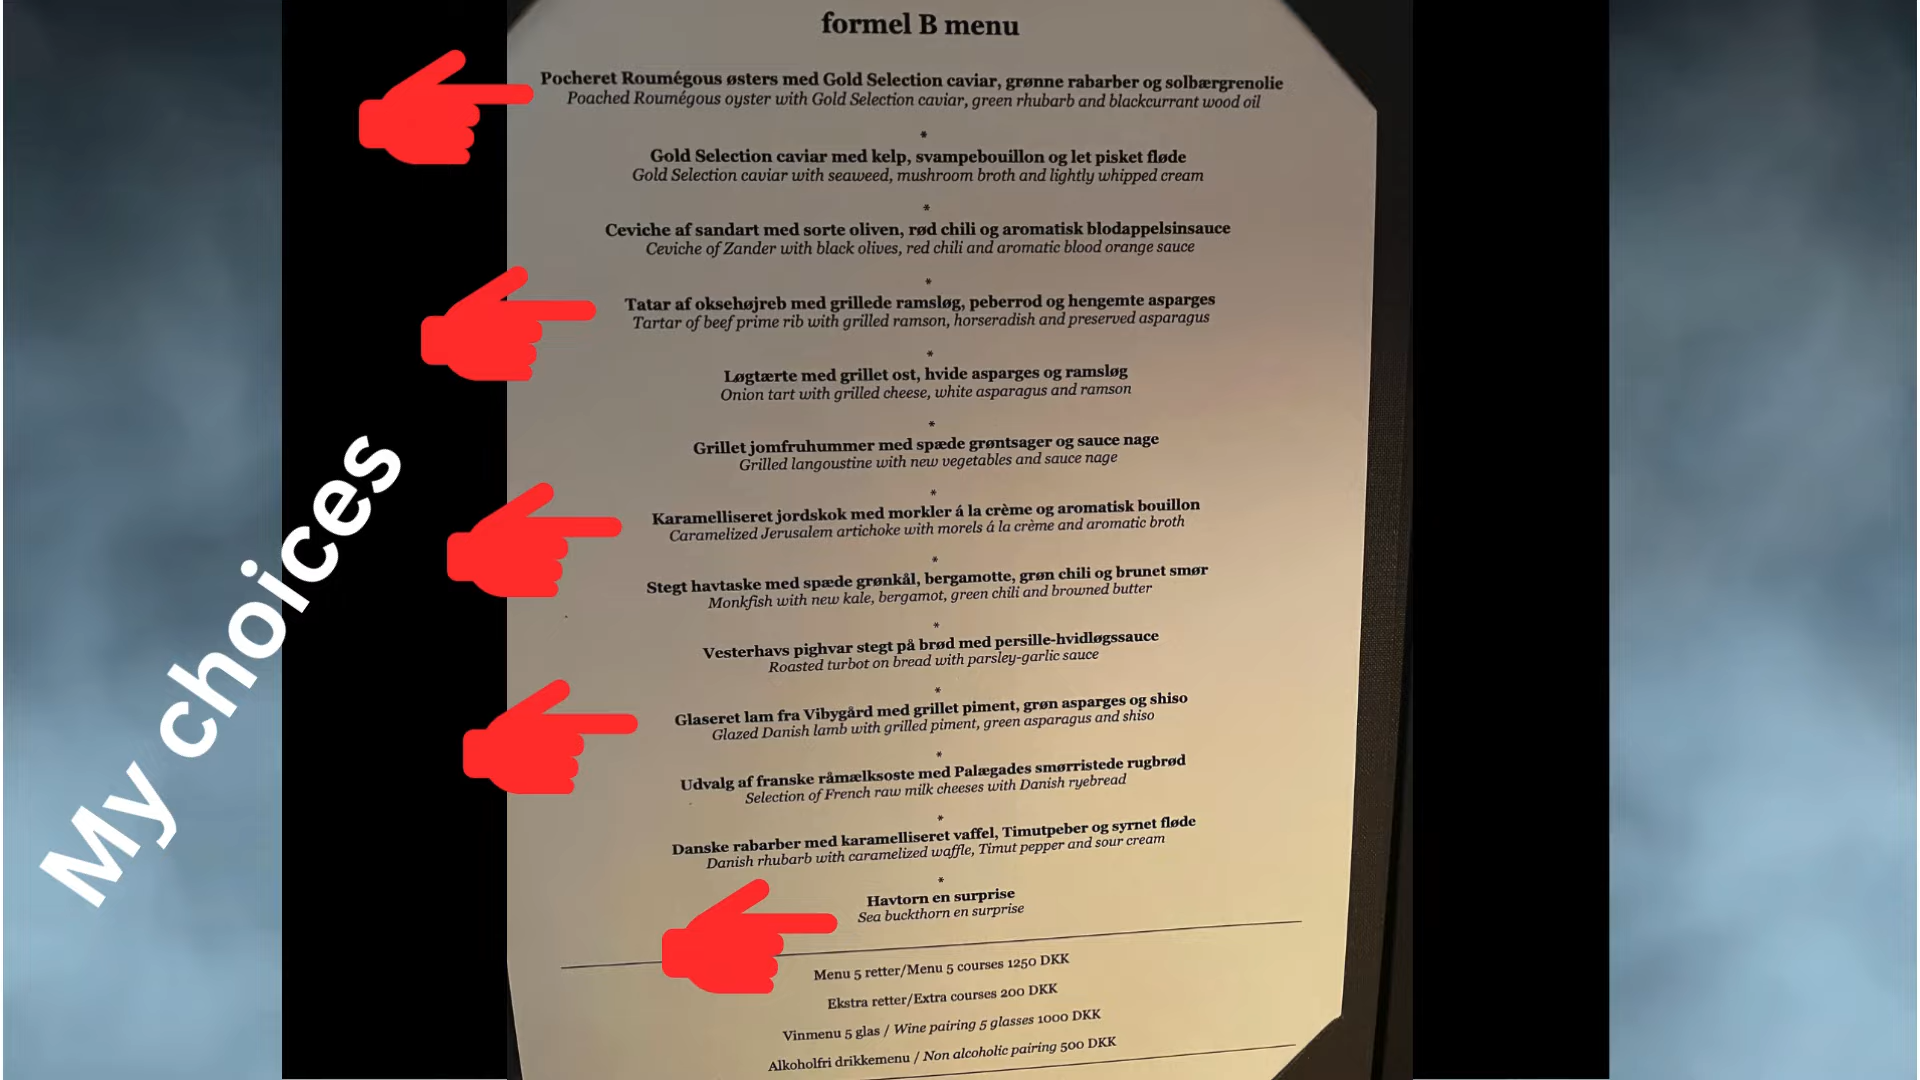 formel B menu
Pocheret Roumégous østers med Gold Selection caviar, grønne rabarber og solbærgrenolie
Poached Roumégous oyster with Gold Selection caviar, green rhubarb and blackcurrant wood oil
*
Gold Selection caviar med kelp, svampebouillon og let pisket fløde
Gold Selection caviar with seaweed, mushroom broth and lightly whipped cream
*
Ceviche af sandart med sorte oliven, rød chili og aromatisk blodappelsinsauce
Ceviche of Zander with black olives, red chili and aromatic blood orange sauce
*
Tatar af oksehøjreb med grillede ramsløg, peberrod og hengemte asparges
Tartar of beef prime rib with grilled ramson, horseradish and preserved asparagus
*
Løgtærte med grillet ost, hvide asparges og ramsløg
Onion tart with grilled cheese, white asparagus and ramson
*
Grillet jomfruhummer med spæde grøntsager og sauce nage
Grilled langoustine with new vegetables and sauce nage
*
Karamelliseret jordskok med morkler á la crème og aromatisk bouillon
Caramelized Jerusalem artichoke with morels á la crème and aromatic broth
*
Stegt havtaske med spæde grønkål, bergamotte, grøn chili og brunet smør
Monkfish with new kale, bergamot, green chili and browned butter
*
Vesterhavs pighvar stegt på brød med persille-hvidløgssauce
Roasted turbot on bread with parsley-garlic sauce
*
Glaseret lam fra Vibygård med grillet piment, grøn asparges og shiso
Glazed Danish lamb with grilled piment, green asparagus and shiso
*
Udvalg af franske råmælksoste med Palægades smørristede rugbrød
Selection of French raw milk cheeses with Danish ryebread
*
Danske rabarber med karamelliseret vaffel, Timutpeber og syrnet fløde
Danish rhubarb with caramelized waffle, Timut pepper and sour cream
*
Havtorn en surprise
Sea buckthorn en surprise
Menu 5 retter/Menu 5 courses 1250 DKK
Ekstra retter/Extra courses 200 DKK
Vinmenu 5 glas / Wine pairing 5 glasses 1000 DKK
Alkoholfri drikkemenu / Non alcoholic pairing 500 DKK
My choices